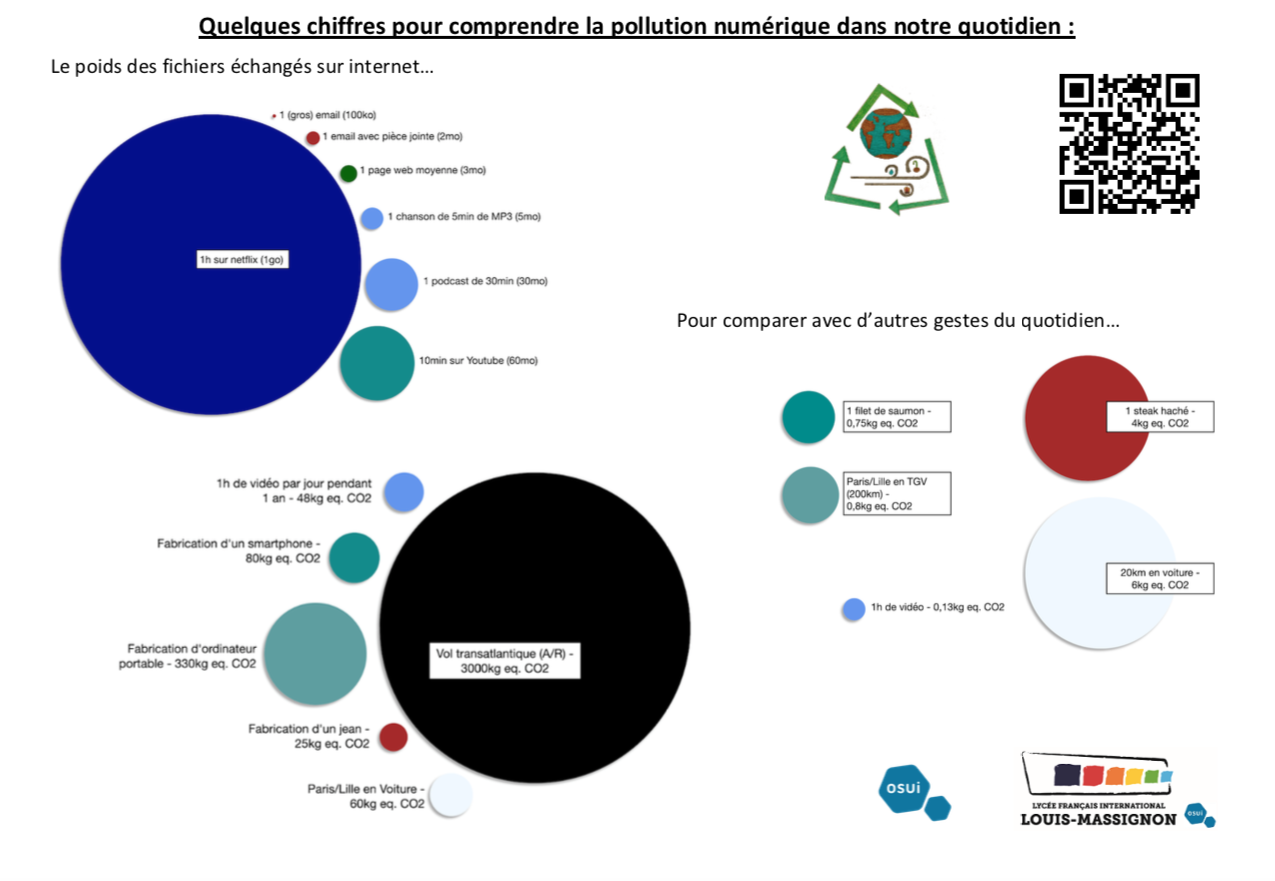 Quelques chiffres pour comprendre la pollution numérique dans notre quotidien :
Le poids des fichiers échangés sur internet…
1 (gros) email (100ko)
1 email avec pièce jointe (2mo)
1 page web moyenne (3mo)
1 chanson de 5min de MP3 (5mo)
1h sur netflix (1go)
1 podcast de 30min (30mo)
10min sur Youtube (60mo)
Pour comparer avec d’autres gestes du quotidien…
1 filet de saumon -
0,75kg eq. CO2
1 steak haché -
4kg eq. CO2
Paris/Lille en TGV
(200km) -
0,8kg eq. CO2
20km en voiture -
6kg eq. CO2
1h de vidéo - 0,13kg eq. CO2
1h de vidéo par jour pendant
1 an - 48kg eq. CO2
Fabrication d'un smartphone -
80kg eq. CO2
Fabrication d'ordinateur
portable - 330kg eq. CO2
Vol transatlantique (A/R) -
3000kg eq. CO2
Fabrication d'un jean -
25kg eq. CO2
Paris/Lille en Voiture -
60kg eq. CO2
osui
LYCÉE FRANÇAIS INTERNATIONAL
LOUIS-MASSIGNON
osui